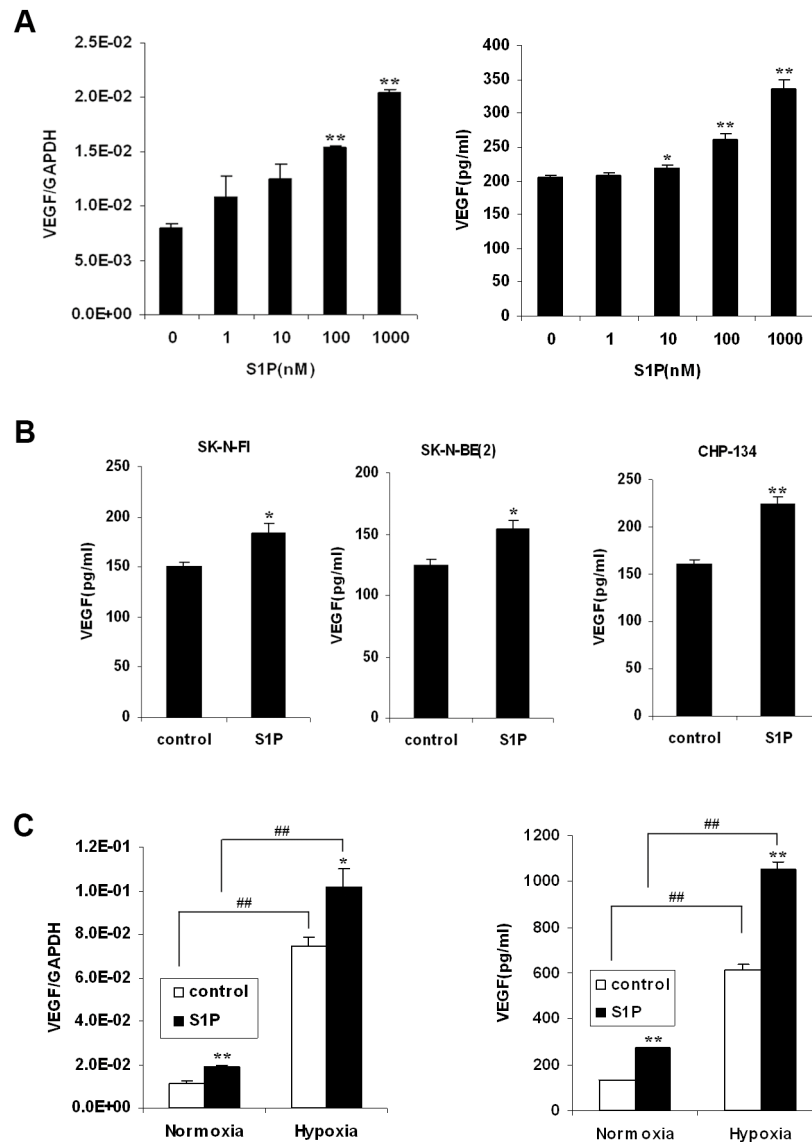 A
VEGF/GAPDH
2.5E-02
2.0E-02
1.5E-02
1.0E-02
5.0E-03
0.0E+00
** **
0 1 10 100 1000
S1P(nM)
VEGF(pg/ml)
400
350
300
250
200
150
100
50
0
* ** **
0 1 10 100 1000
S1P(nM)
B
SK-N-FI
VEGF(pg/ml)
250
200
150
100
50
0
*
control S1P
SK-N-BE(2)
VEGF(pg/ml)
200
150
100
50
0
*
control S1P
CHP-134
VEGF(pg/ml)
250
200
150
100
50
0
**
control S1P
C
VEGF/GAPDH
1.2E-01
1.0E-01
8.0E-02
6.0E-02
4.0E-02
2.0E-02
0.0E+00
##
##
*
**
control
S1P
Normoxia Hypoxia
VEGF(pg/ml)
1200
1000
800
600
400
200
0
##
##
**
**
control
S1P
Normoxia Hypoxia